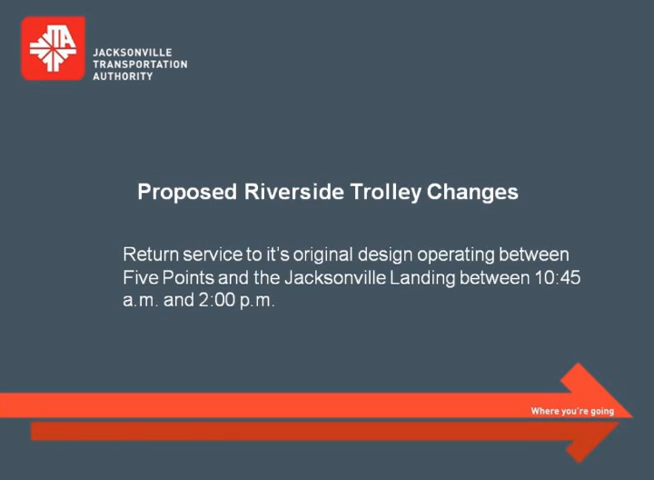 JTA
JACKSONVILLE
TRANSPORTATION
AUTHORITY
Proposed Riverside Trolley Changes
Return service to it's original design operating between
Five Points and the Jacksonville Landing between 10:45
a.m. and 2:00 p.m.
Where you're going